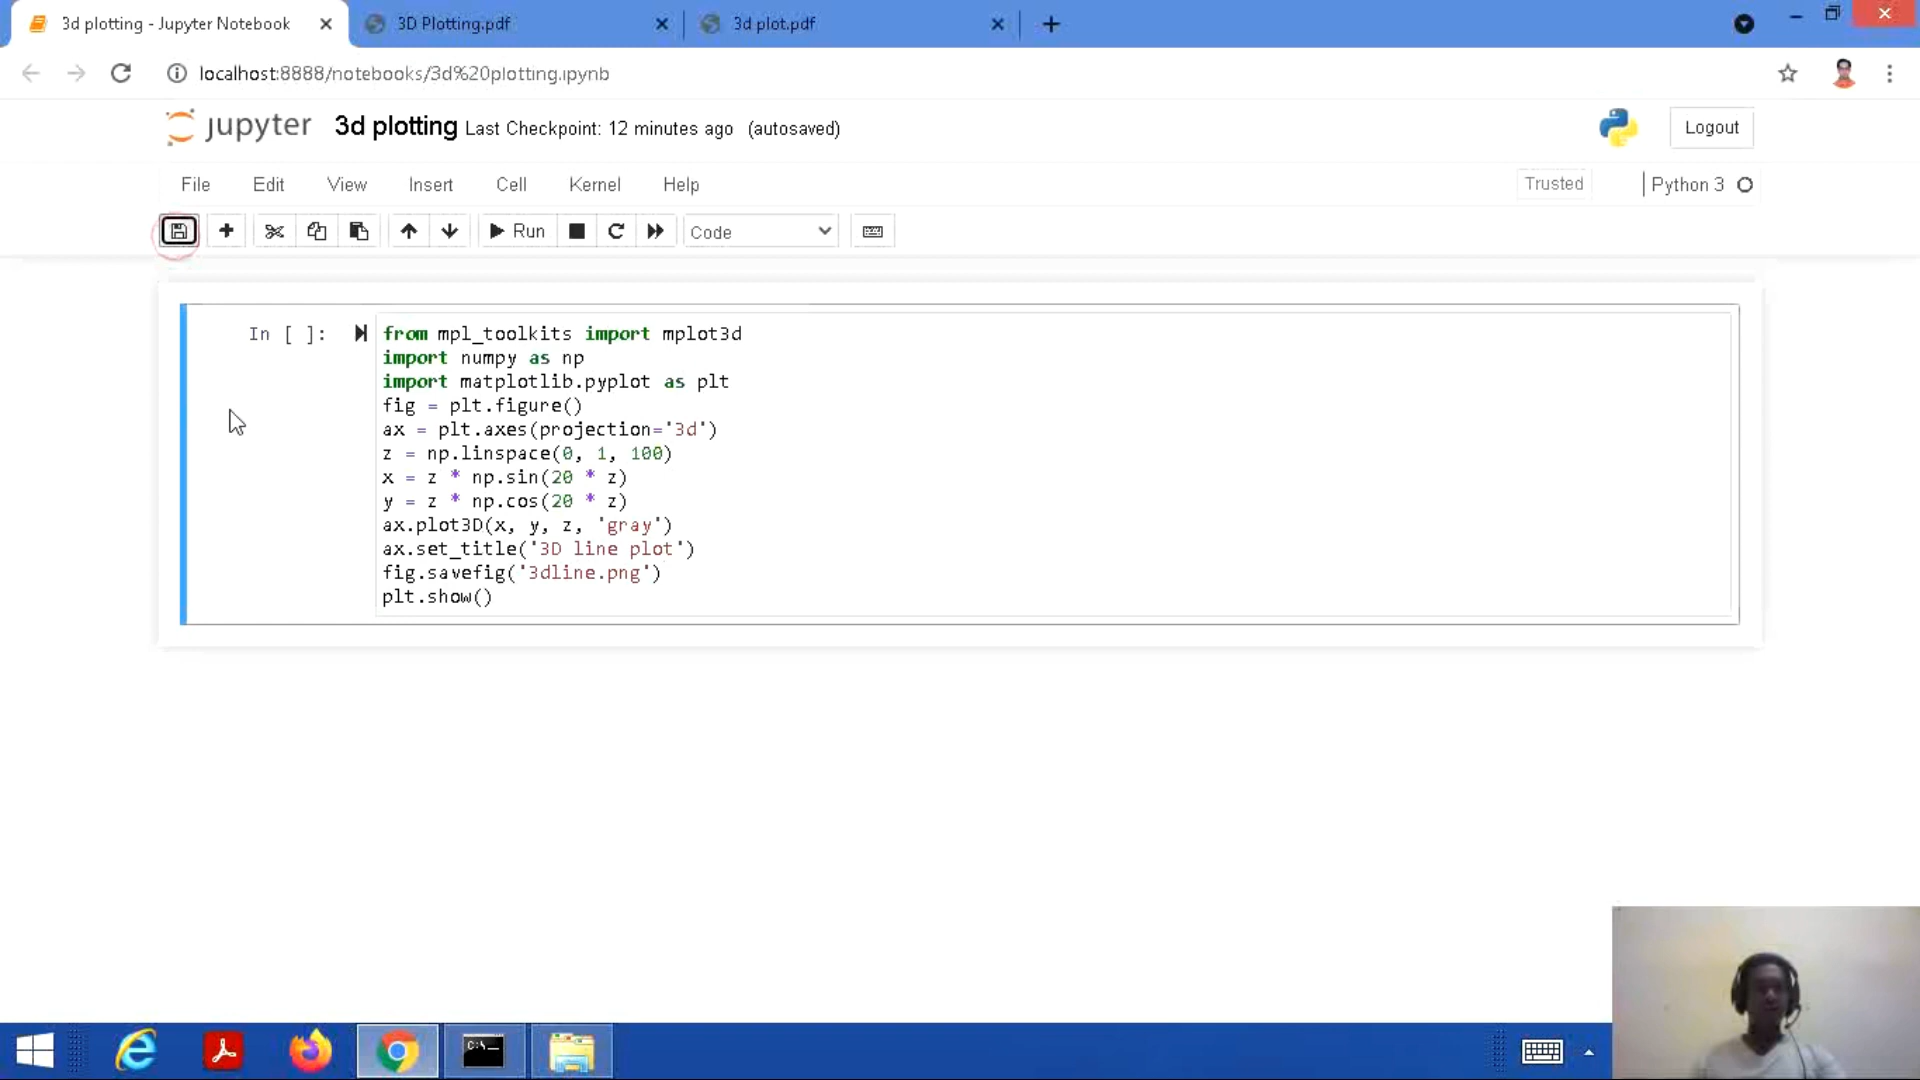 3d plotting - Jupyter Notebook
3D Plotting.pdf
3d plot.pdf
localhost:8888/notebooks/3d%20plotting.ipynb
jupyter 3d plotting Last Checkpoint: 12 minutes ago (autosaved)
Logout
File Edit View Insert Cell Kernel Help
Trusted
Python 3
Run
Code
In [ ]:
from mpl_toolkits import mplot3d
import numpy as np
import matplotlib.pyplot as plt
fig = plt.figure()
ax = plt.axes(projection='3d')
z = np.linspace(0, 1, 100)
x = z * np.sin(20 * z)
y = z * np.cos(20 * z)
ax.plot3D(x, y, z, 'gray')
ax.set_title('3D line plot')
fig.savefig('3dline.png')
plt.show()
C:\